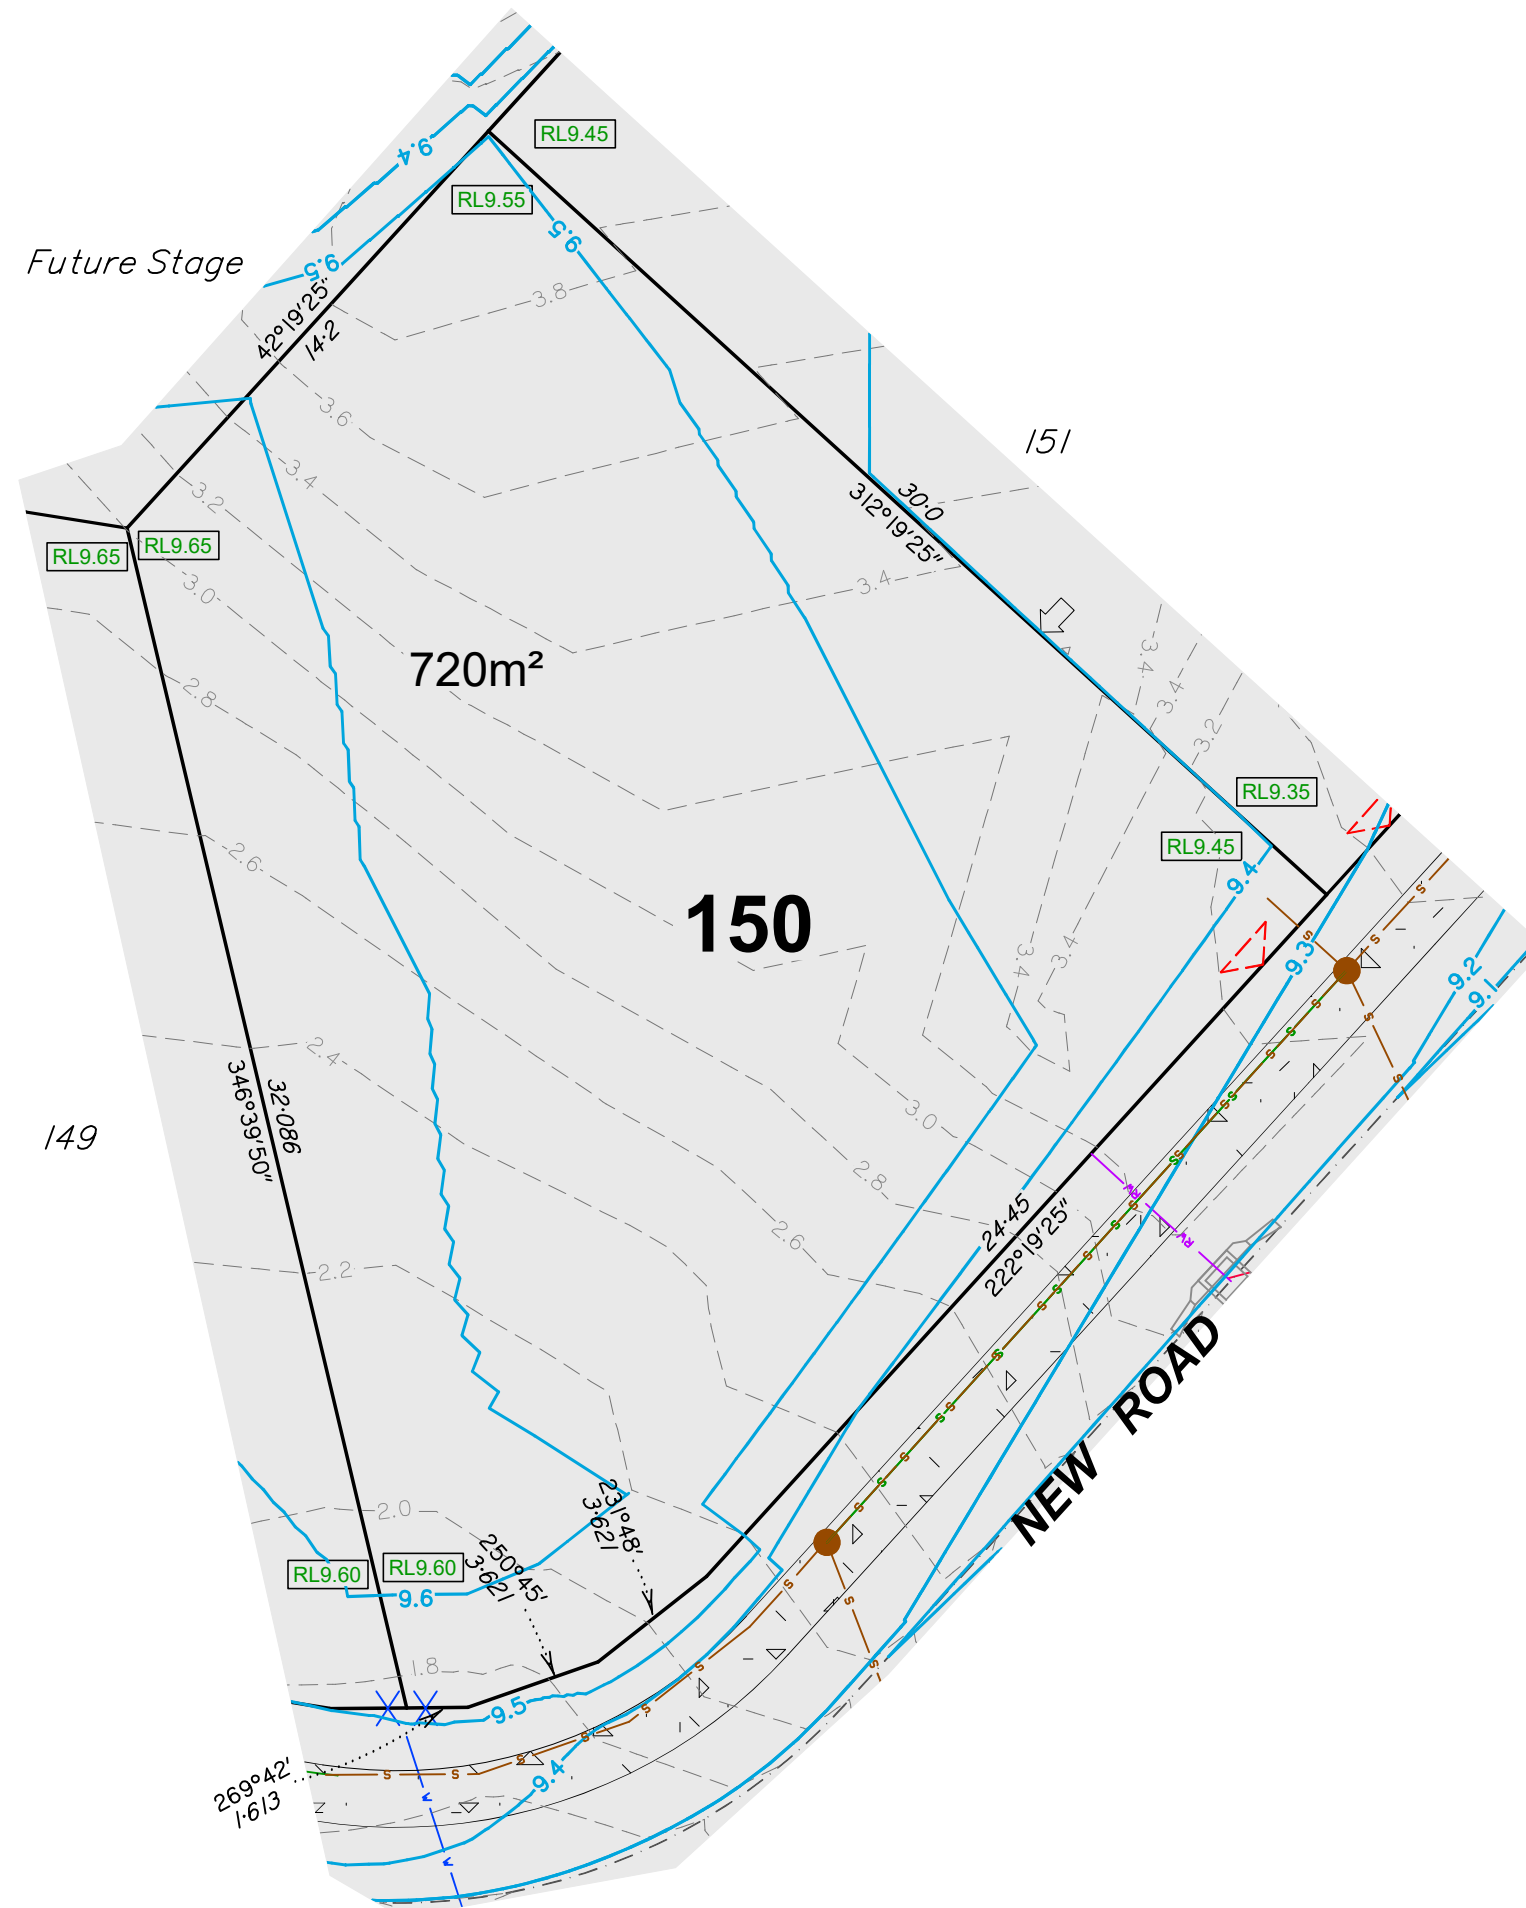 RL9.45
9.4
RL9.55
9.5
9.5
Future Stage
3.8
42°19'25"
14·2
3.6
151
3.4
3.2
30·0
312°19'25"
RL9.65
RL9.65
3.0
3.4
720m²
3.4
3.4
2.8
3.2
RL9.35
RL9.45
2.6
9.4
S
150
S
S
3.4
3.4
9.3
9.2
9.1
S
S
S
2.4
S
S
346°39'50"
32·086
S
S
3.0
149
S
S
2.8
RW
24·45
222°19'25"
S
S
2.6
RW
S
2.2
S
S
S
NEW ROAD
S
S
S
S
2.0
231°48'
3·621
S
S
250°45'
3·621
RL9.60
RL9.60
9.6
S
S
1.8
S
S
9.5
S
S
S
S
S
9.4
269°42'
1·613
W
W